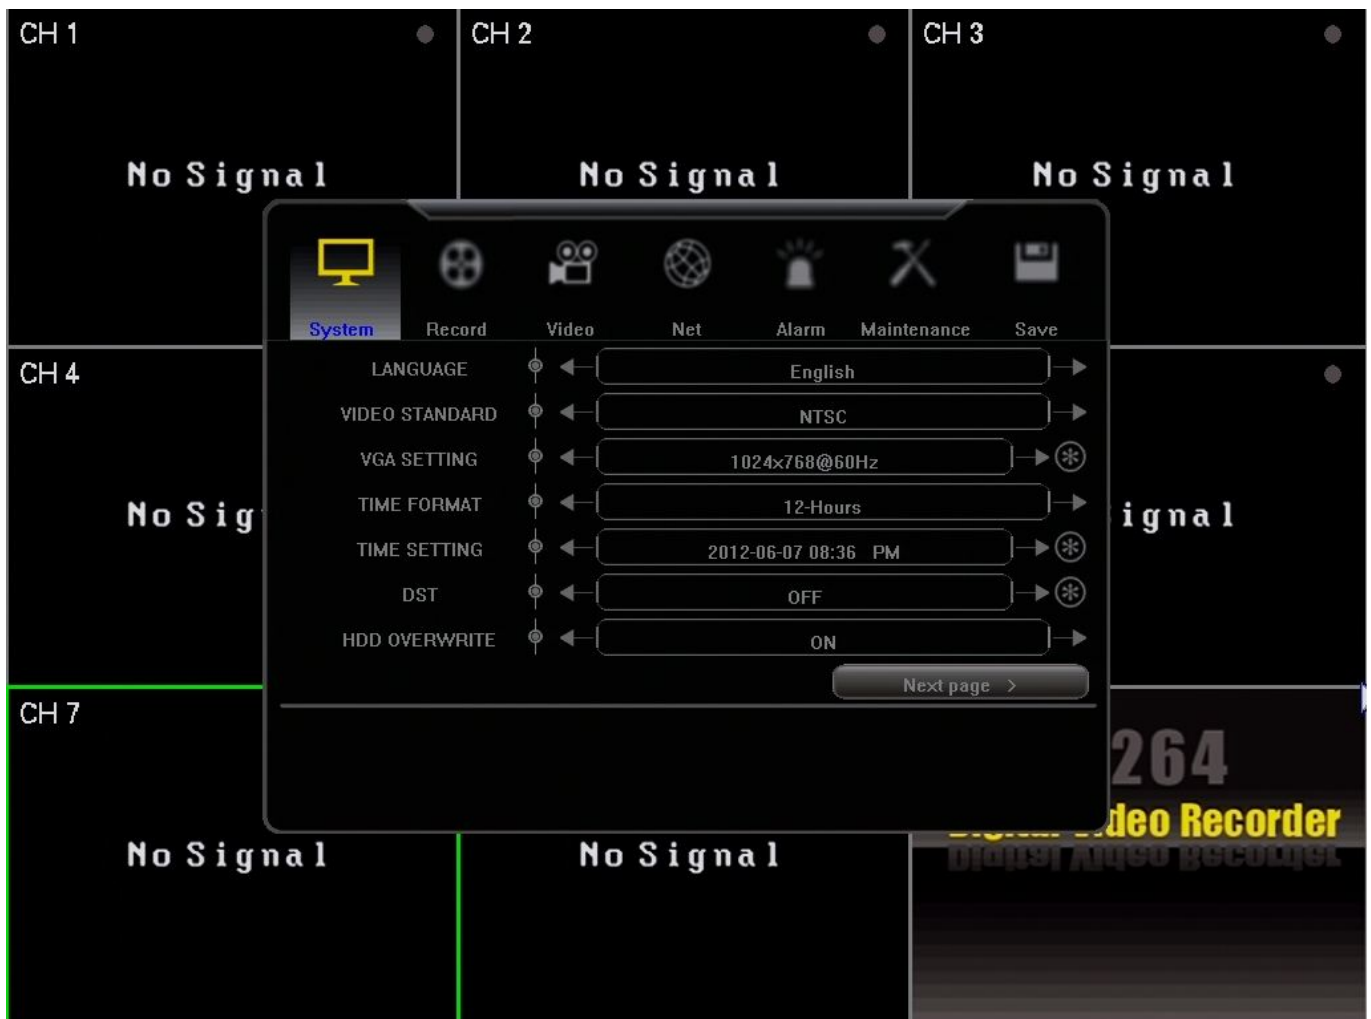 CH 1
CH 2
CH 3
No Signal
No Signal
No Signal
System
Record
Video
Net
Alarm
Maintenance
Save
CH 4
LANGUAGE
English
VIDEO STANDARD
NTSC
VGA SETTING
1024x768@60Hz
TIME FORMAT
12-Hours
No Sig
ignal
TIME SETTING
2012-06-07 08:36 PM
DST
OFF
HDD OVERWRITE
ON
Next page >
CH 7
264
Digital Video Recorder
No Signal
No Signal